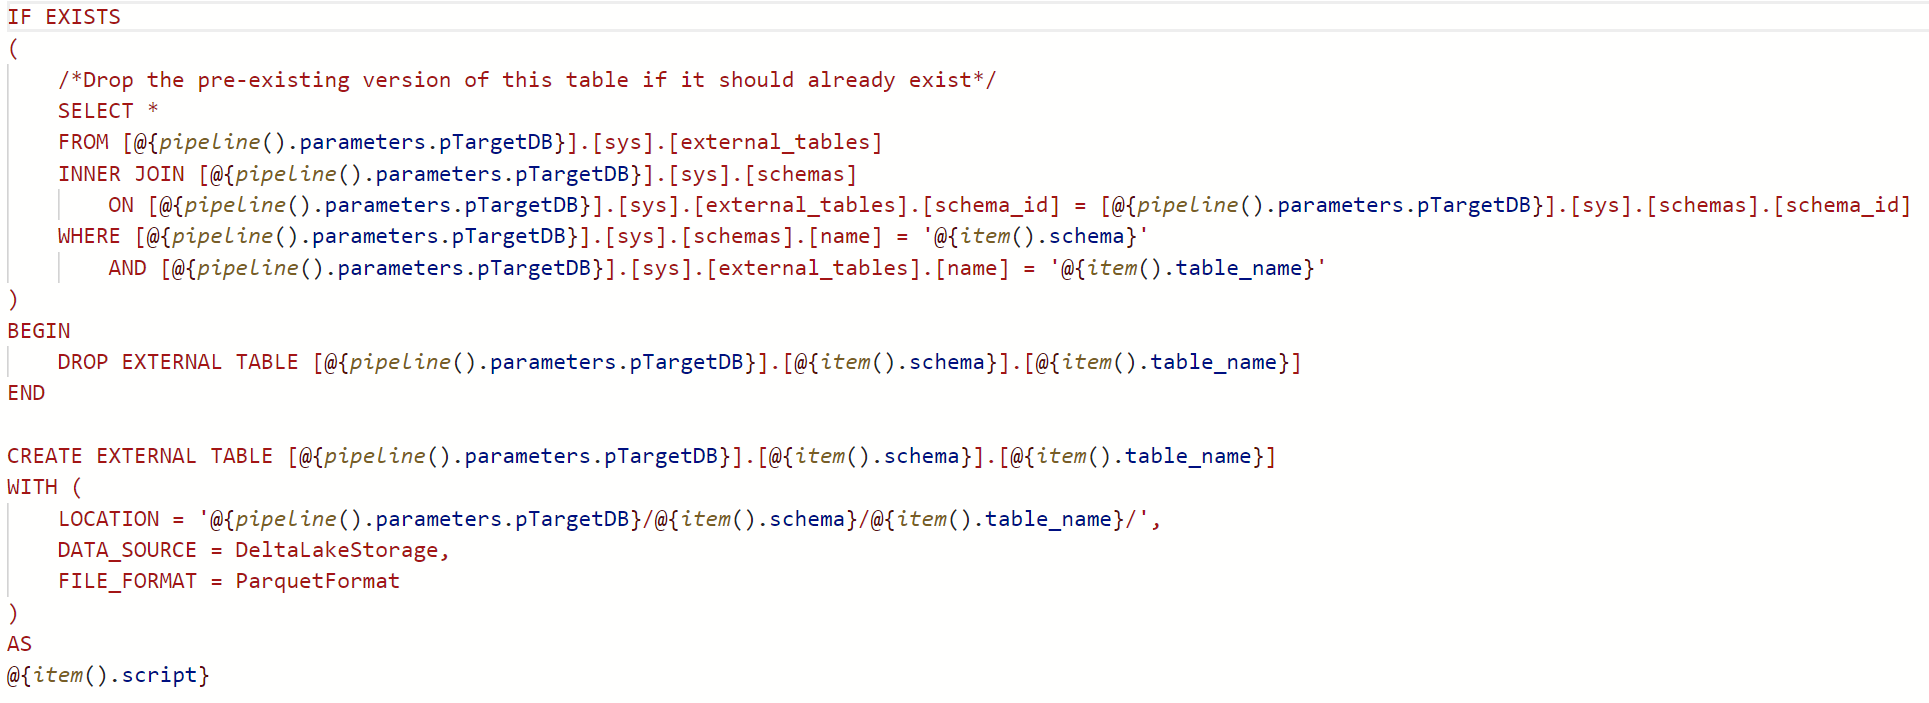 IF EXISTS
(
    /*Drop the pre-existing version of this table if it should already exist*/
    SELECT *
    FROM [@{pipeline().parameters.pTargetDB}].[sys].[external_tables]
    INNER JOIN [@{pipeline().parameters.pTargetDB}].[sys].[schemas]
        ON [@{pipeline().parameters.pTargetDB}].[sys].[external_tables].[schema_id] = [@{pipeline().parameters.pTargetDB}].[sys].[schemas].[schema_id]
    WHERE [@{pipeline().parameters.pTargetDB}].[sys].[schemas].[name] = '@{item().schema}'
        AND [@{pipeline().parameters.pTargetDB}].[sys].[external_tables].[name] = '@{item().table_name}'
)
BEGIN
    DROP EXTERNAL TABLE [@{pipeline().parameters.pTargetDB}].[@{item().schema}].[@{item().table_name}]
END

CREATE EXTERNAL TABLE [@{pipeline().parameters.pTargetDB}].[@{item().schema}].[@{item().table_name}]
WITH (
    LOCATION = '@{pipeline().parameters.pTargetDB}/@{item().schema}/@{item().table_name}/',
    DATA_SOURCE = DeltaLakeStorage,
    FILE_FORMAT = ParquetFormat
)
AS
@{item().script}